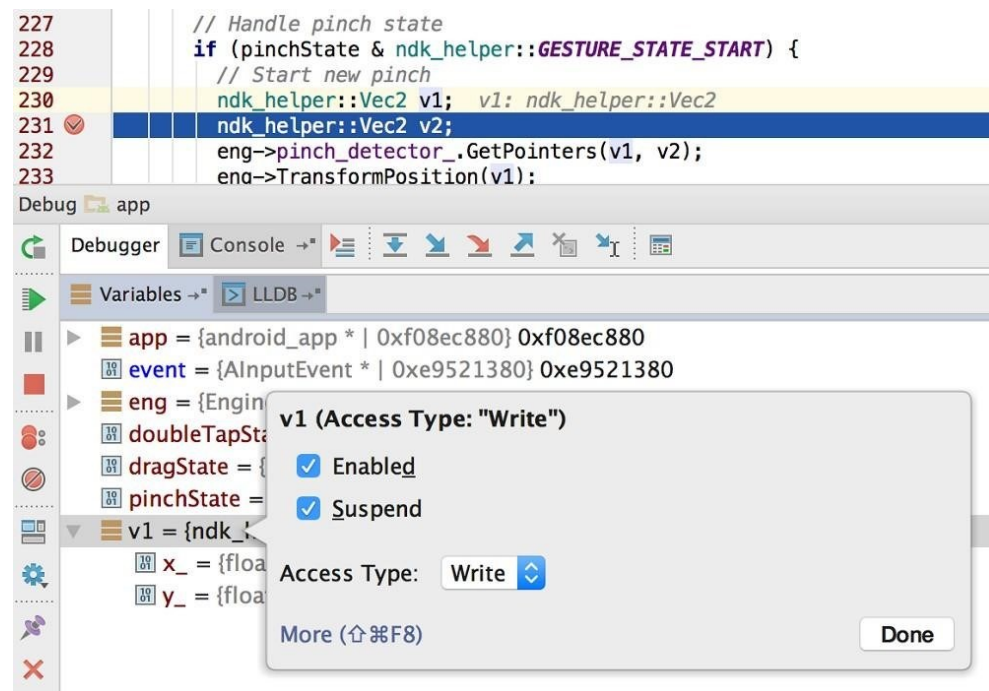 227 // Handle pinch state
228 if (pinchState & ndk_helper::GESTURE_STATE_START) {
229 // Start new pinch
230 ndk_helper::Vec2 v1; v1: ndk_helper::Vec2
231 ndk_helper::Vec2 v2;
232 eng->pinch_detector_.GetPointers(v1, v2);
233 eng->TransformPosition(v1);
Debug app
Debugger Console
Variables LLDB
app = {android_app * | 0xf08ec880} 0xf08ec880
event = {AInputEvent * | 0xe9521380} 0xe9521380
eng = {Engin
doubleTapSta
dragState = {
pinchState =
v1 = {ndk_h
x_ = {floa
y_ = {floa
v1 (Access Type: "Write")
Enabled
Suspend
Access Type: Write
More (⇧⌘F8)
Done